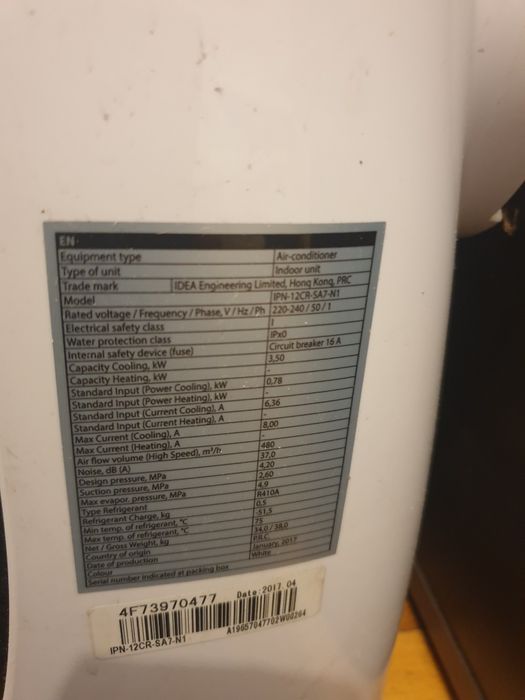 EN
Equipment type Air-conditioner
Type of unit Indoor unit
Trade mark IDEA Engineering Limited, Hong Kong, PRC
Model IPN-12CR-SA7-N1
Rated voltage / Frequency / Phase, V / Hz / Ph 220-240 / 50 / 1
Electrical safety class I
Water protection class IPx0
Internal safety device (fuse) Circuit breaker 16 A
Capacity Cooling, kW 3,50
Capacity Heating, kW -
Standard Input (Power Cooling), kW 0,78
Standard Input (Power Heating), kW -
Standard Input (Current Cooling), A 6,36
Standard Input (Current Heating), A -
Max Current (Cooling), A 8,00
Max Current (Heating), A -
Air flow volume (High Speed), m³/h 480
Noise, dB (A) 37,0
Design pressure, MPa 4,20
Suction pressure, MPa 2,60
Max evapor. pressure, MPa 4,9
Type Refrigerant R410A
Refrigerant Charge, kg 0,5
Min temp. of refrigerant, °C -51,5
Max temp. of refrigerant, °C 75
Net / Gross Weight, kg 34,0 / 38,0
Country of origin P.R.C.
Date of production January, 2017
Colour White
Serial number indicated at packing box
4F73970477 Date:2017.04
IPN-12CR-SA7-N1 A19657047702W00264